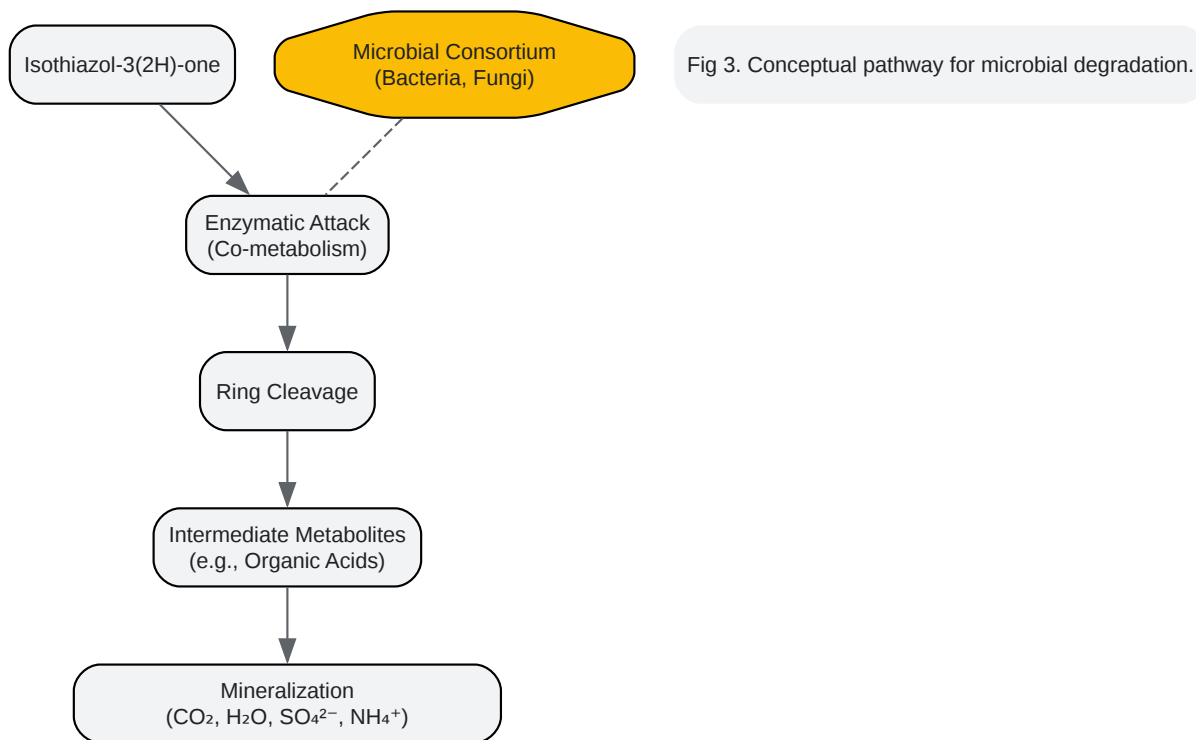 Isothiazol-3(2H)-one
Microbial Consortium
(Bacteria, Fungi)
Fig 3. Conceptual pathway for microbial degradation.
Enzymatic Attack
(Co-metabolism)
Ring Cleavage
Intermediate Metabolites
(e.g., Organic Acids)
Mineralization
(CO₂, H₂O, SO₄²⁻, NH₄⁺)